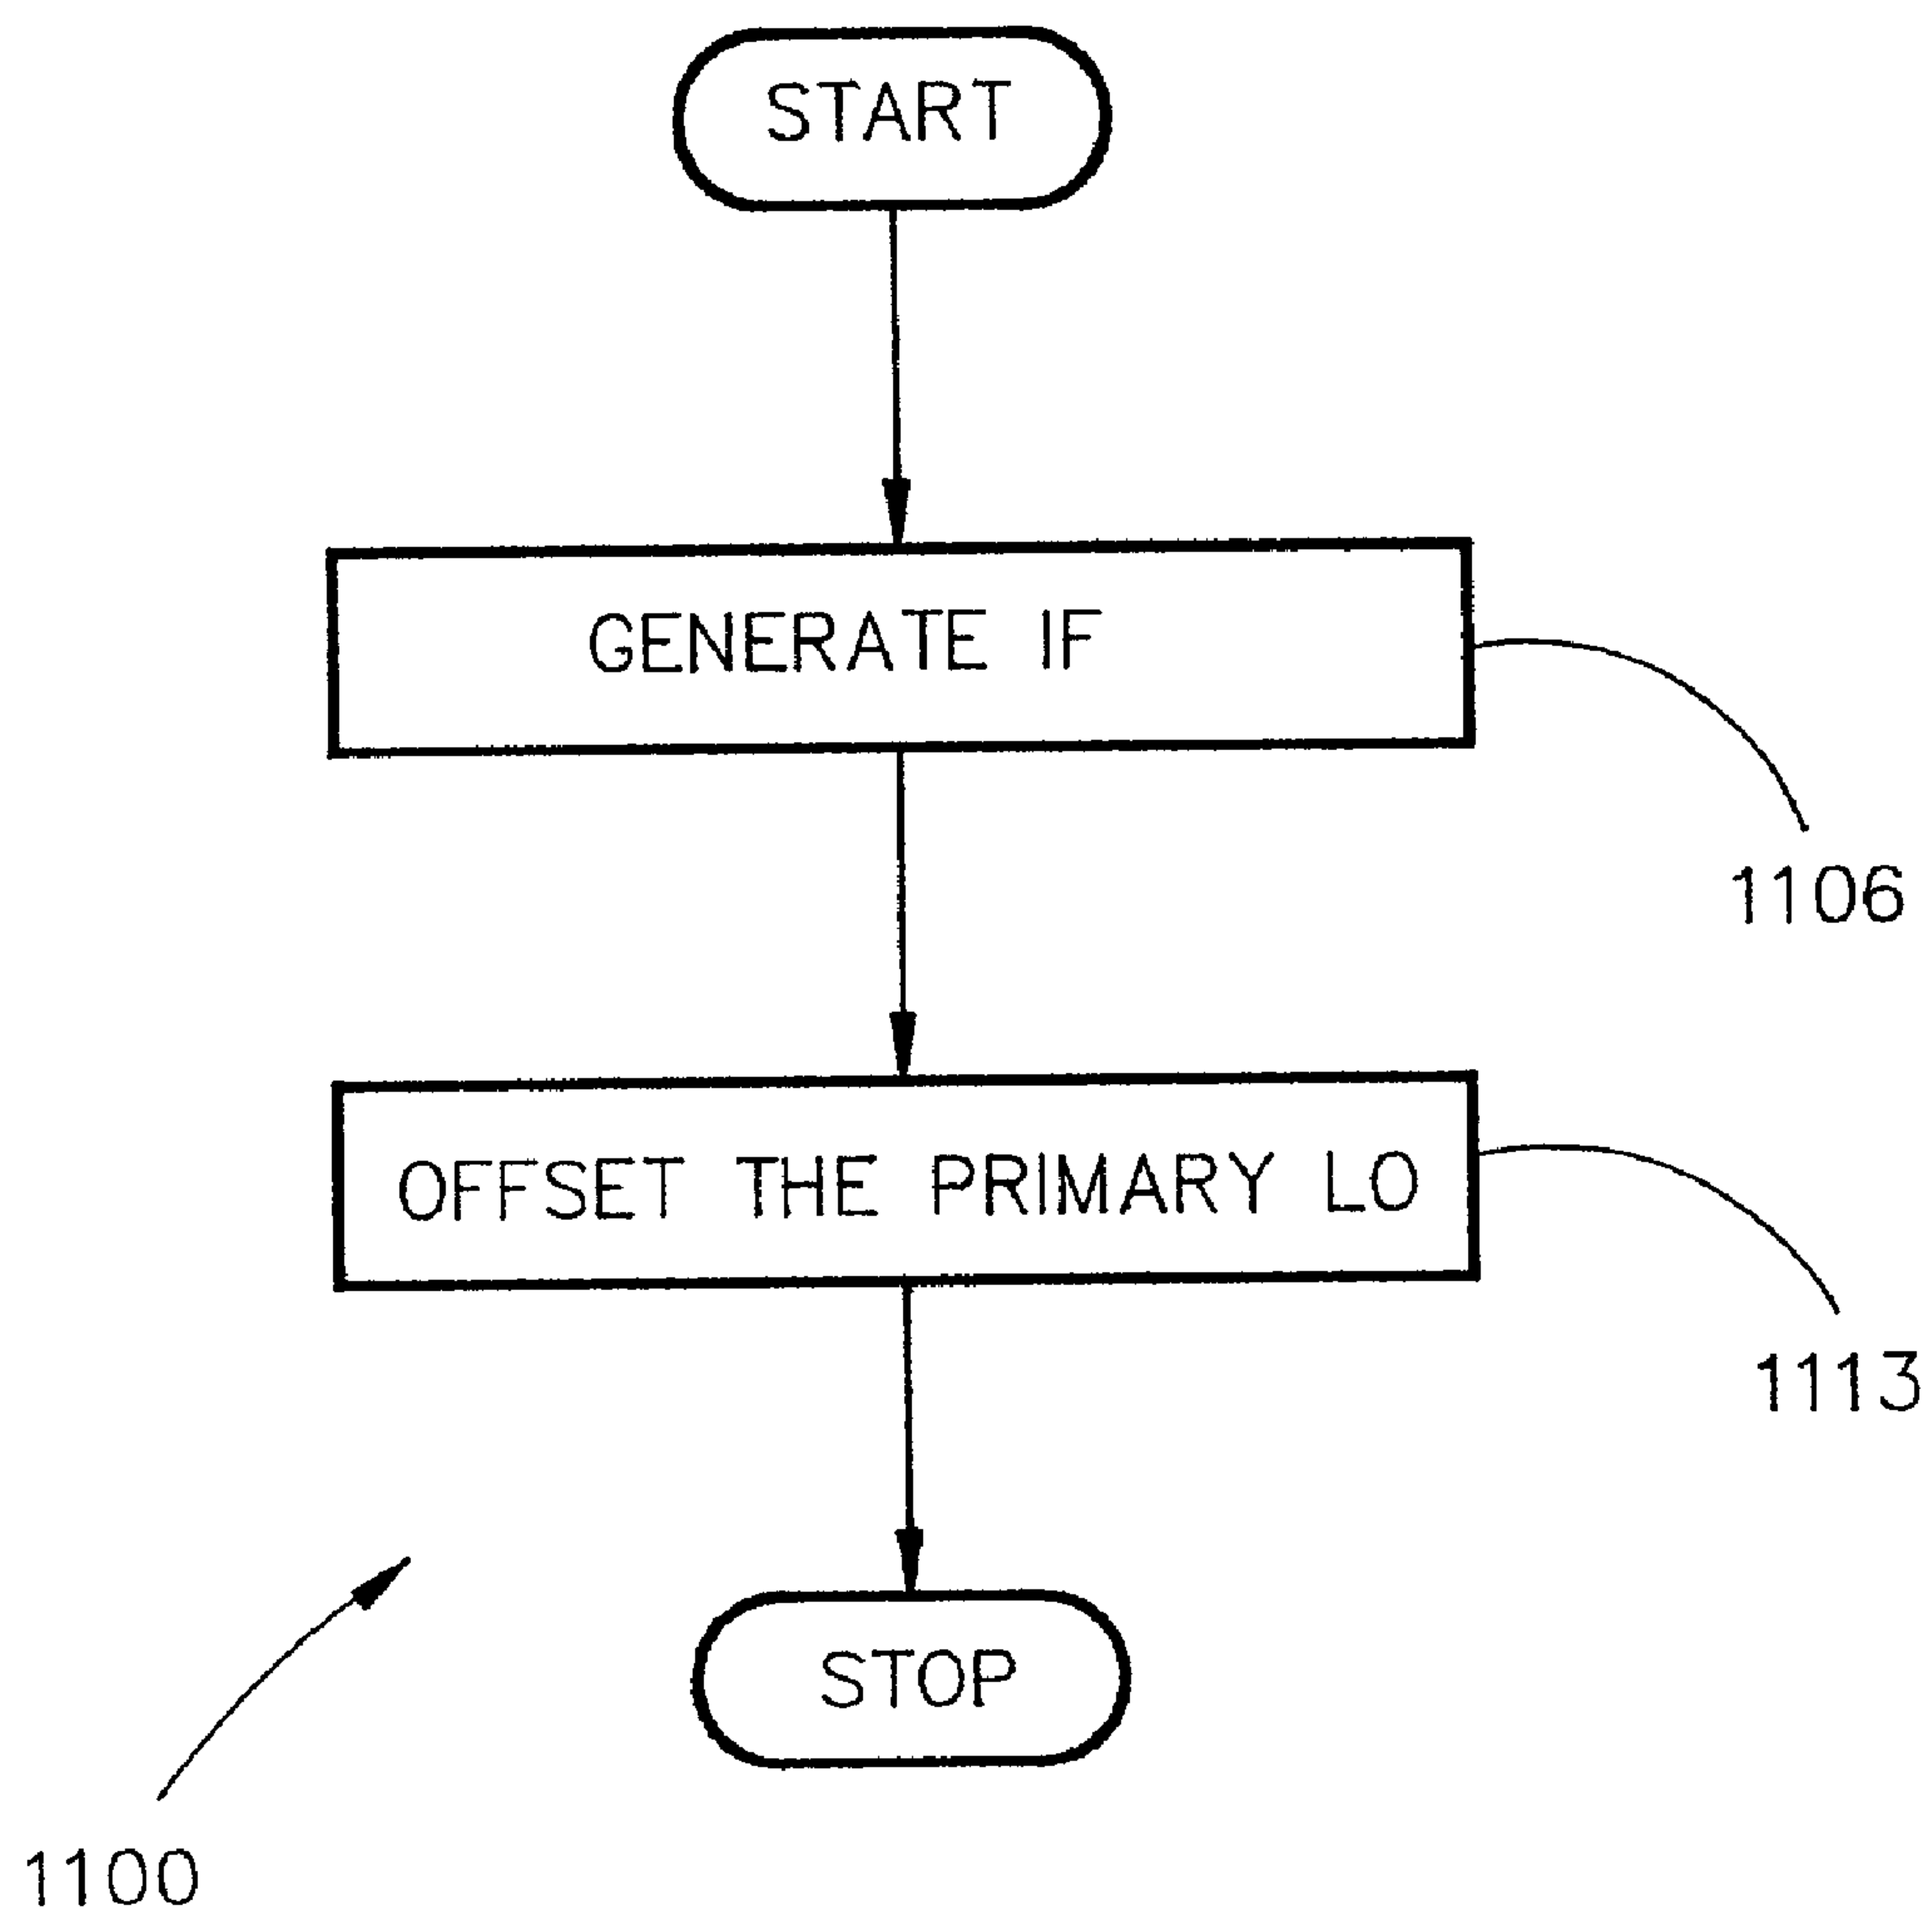 START
GENERATE IF
1106
OFFSET THE PRIMARY LO
1113
STOP
1100